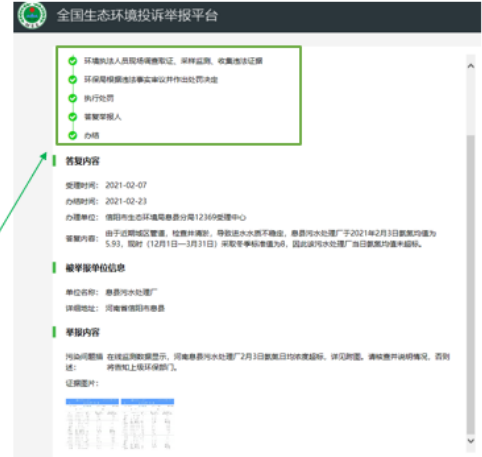 全国生态环境投诉举报平台
环境执法人员现场调查取证、采样监测、收集违法证据
环保局根据违法事实审议并作出处罚决定
执行处罚
答复举报人
办结
答复内容
受理时间： 2021-02-07
办结时间： 2021-02-23
办理单位： 信阳市生态环境局息县分局12369受理中心
答复内容： 由于近期城区管道、检查井清淤，导致进水水质不稳定，息县污水处理厂于2021年2月3日氨氮均值为
5.93，现时（12月1日—3月31日）采取冬季标准值为8，因此该污水处理厂当日氨氮均值未超标。
被举报单位信息
单位名称： 息县污水处理厂
详细地址： 河南省信阳市息县
举报内容
污染问题描 在线监测数据显示，河南息县污水处理厂2月3日氨氮日均浓度超标，详见附图。请核查并说明情况，否则
述： 将告知上级环保部门。
证据图片：